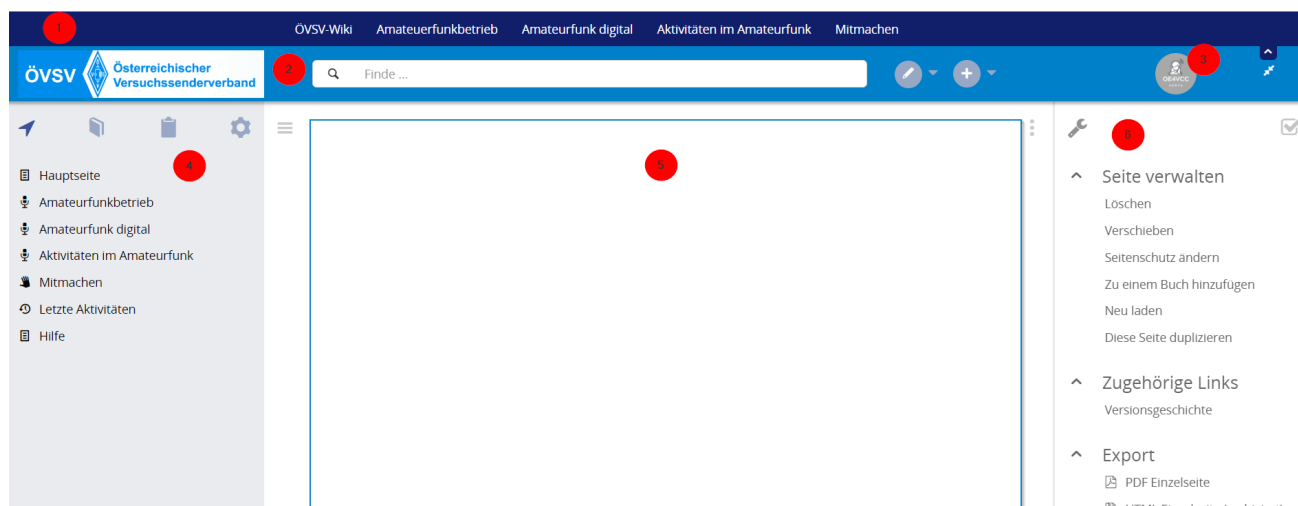 1
ÖVSV-Wiki Amateuerfunkbetrieb Amateurfunk digital Aktivitäten im Amateurfunk Mitmachen
ÖVSV
Österreichischer
Versuchssenderverband
2
Finde ...
OE4VCC
3
4
5
6
Hauptseite
Amateurfunkbetrieb
Amateurfunk digital
Aktivitäten im Amateurfunk
Mitmachen
Letzte Aktivitäten
Hilfe
Seite verwalten
Löschen
Verschieben
Seitenschutz ändern
Zu einem Buch hinzufügen
Neu laden
Diese Seite duplizieren
Zugehörige Links
Versionsgeschichte
Export
PDF Einzelseite